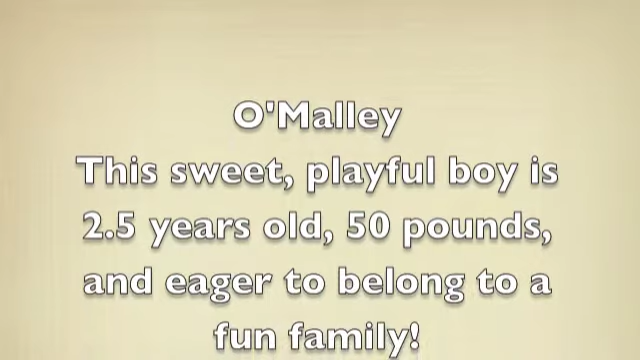 O'Malley
This sweet, playful boy is
2.5 years old, 50 pounds,
and eager to belong to a
fun family!